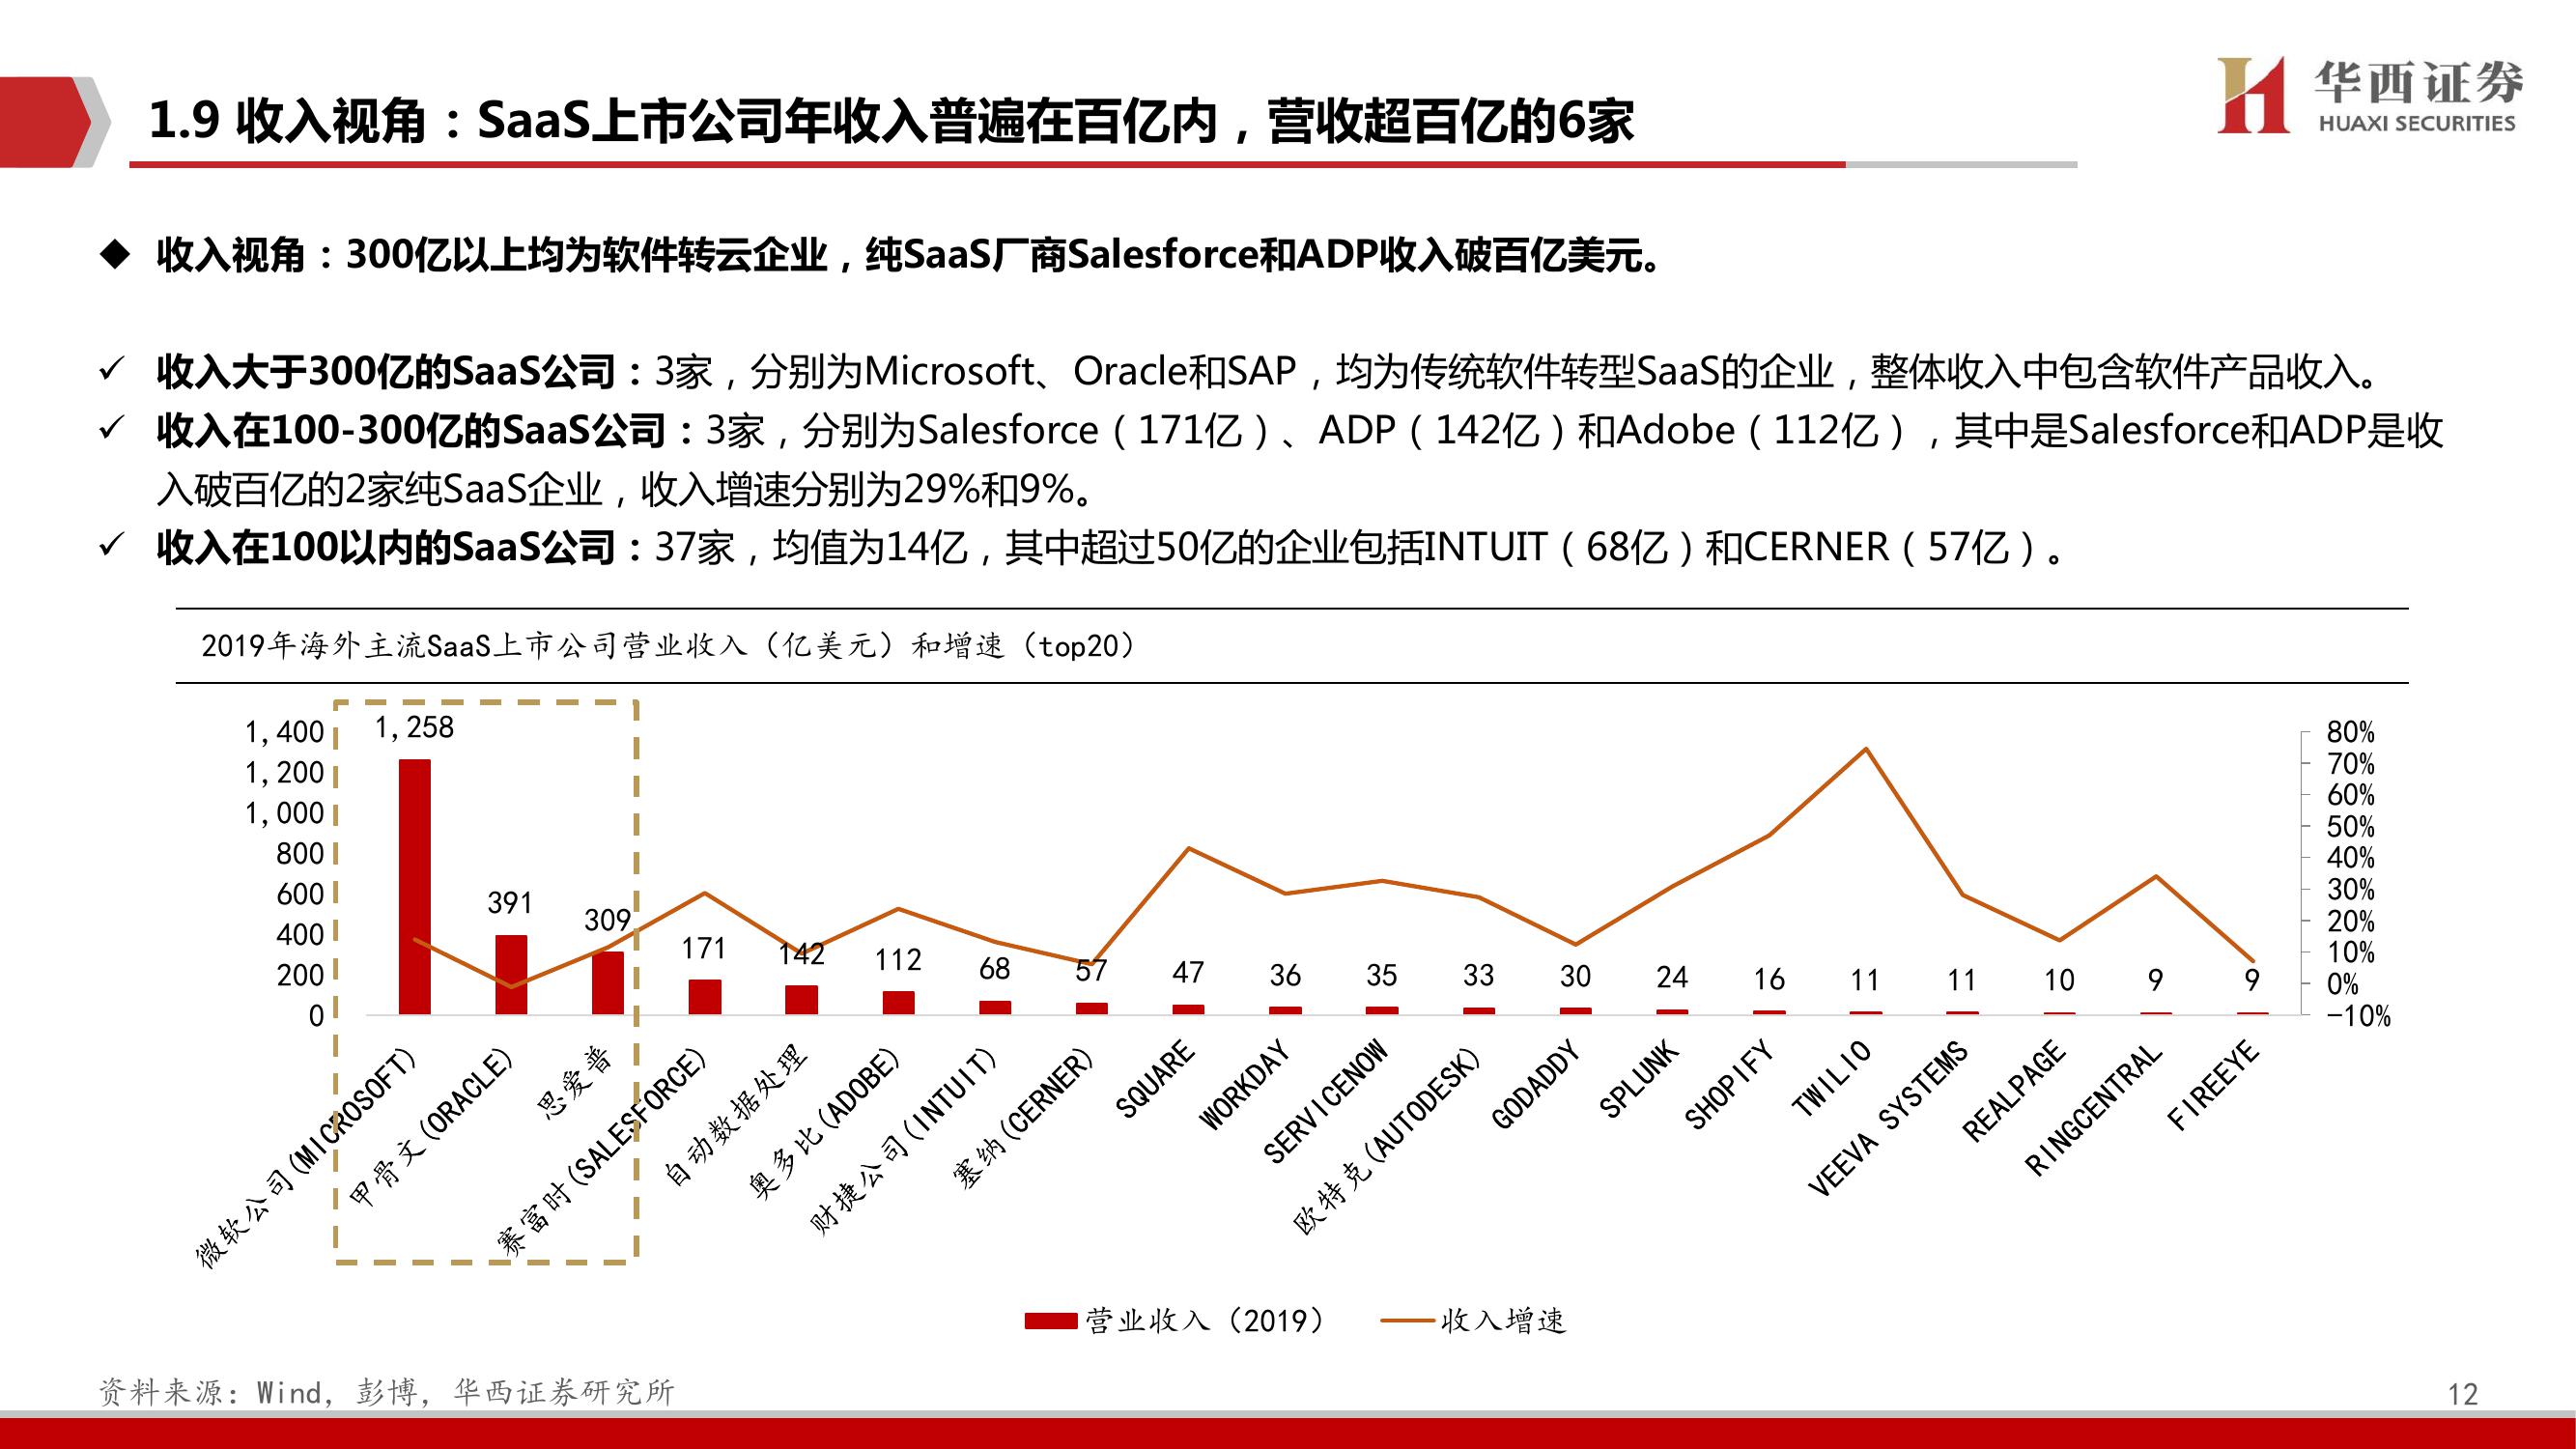 1.9 收入视角：SaaS上市公司年收入普遍在百亿内，营收超百亿的6家
华西证券
HUAXI SECURITIES
◆ 收入视角：300亿以上均为软件转云企业，纯SaaS厂商Salesforce和ADP收入破百亿美元。
✓ 收入大于300亿的SaaS公司：3家，分别为Microsoft、Oracle和SAP，均为传统软件转型SaaS的企业，整体收入中包含软件产品收入。
✓ 收入在100-300亿的SaaS公司：3家，分别为Salesforce（171亿）、ADP（142亿）和Adobe（112亿），其中是Salesforce和ADP是收
入破百亿的2家纯SaaS企业，收入增速分别为29%和9%。
✓ 收入在100以内的SaaS公司：37家，均值为14亿，其中超过50亿的企业包括INTUIT（68亿）和CERNER（57亿）。
2019年海外主流SaaS上市公司营业收入（亿美元）和增速（top20）
1,400
1,200
1,000
800
600
400
200
0
1,258
391
309
171
142
112
68
57
47
36
35
33
30
24
16
11
11
10
9
9
80%
70%
60%
50%
40%
30%
20%
10%
0%
-10%
微软公司(MICROSOFT)
甲骨文(ORACLE)
思爱普
赛富时(SALESFORCE)
自动数据处理
奥多比(ADOBE)
财捷公司(INTUIT)
塞纳(CERNER)
SQUARE
WORKDAY
SERVICENOW
欧特克(AUTODESK)
GODADDY
SPLUNK
SHOPIFY
TWILIO
VEEVA SYSTEMS
REALPAGE
RINGCENTRAL
FIREEYE
营业收入（2019）
收入增速
资料来源：Wind，彭博，华西证券研究所
12